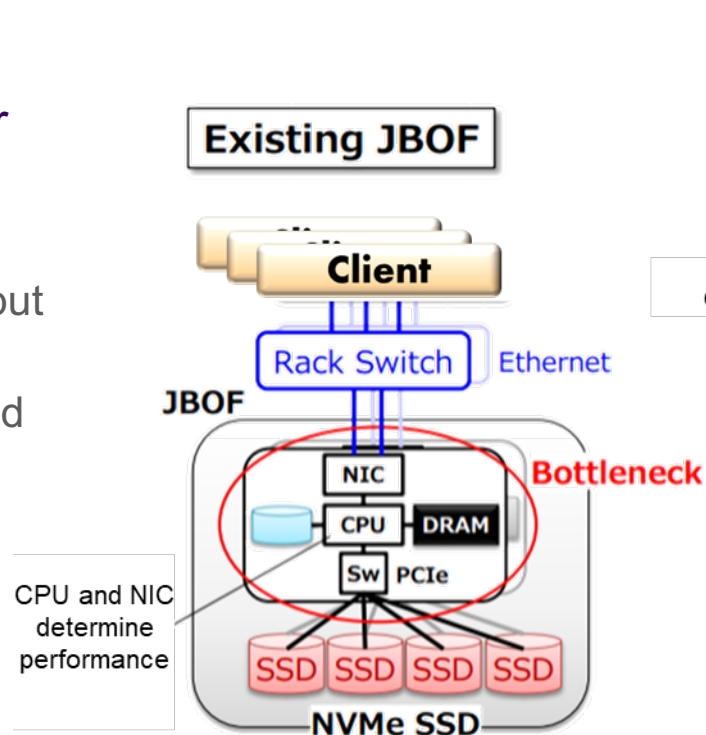 Existing JBOF
Client
Rack Switch
Ethernet
JBOF
NIC
Bottleneck
CPU
DRAM
Sw
PCIe
CPU and NIC
determine
performance
SSD
SSD
SSD
SSD
NVMe SSD